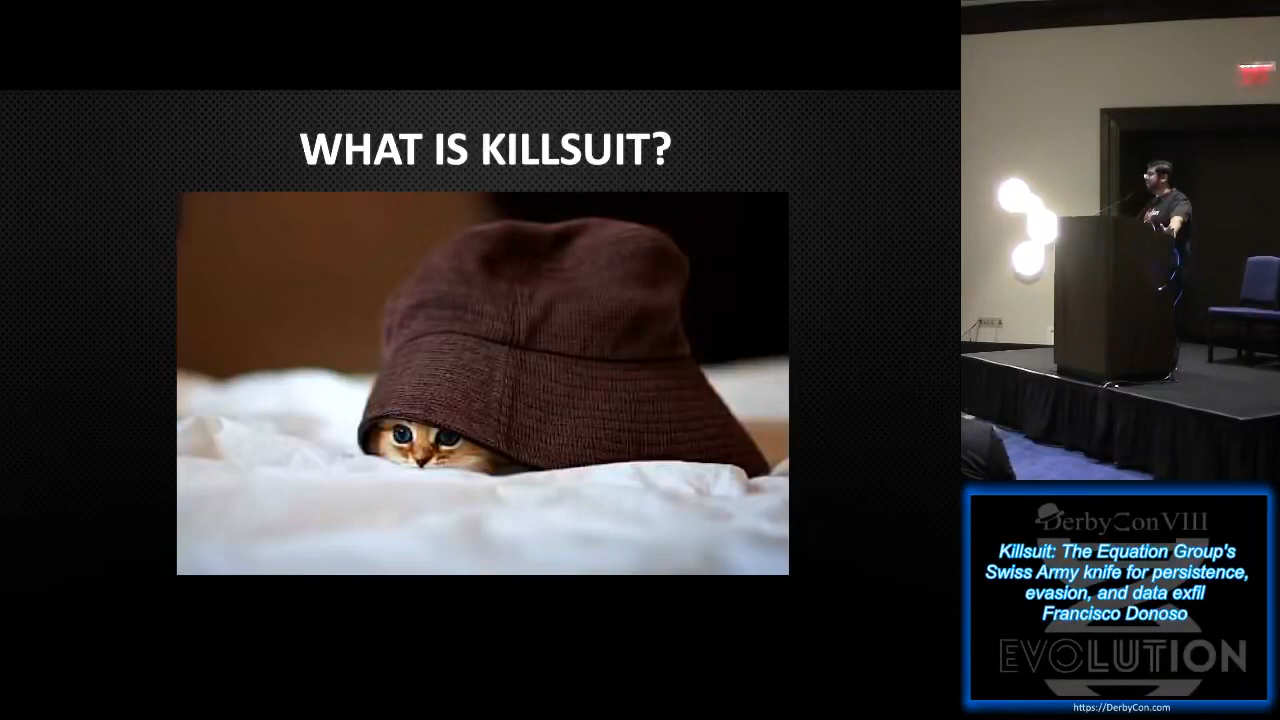 WHAT IS KILLSUIT?
DerbyCon VIII
Killsuit: The Equation Group's
Swiss Army knife for persistence,
evasion, and data exfil
Francisco Donoso
EVOLUTION
https://DerbyCon.com